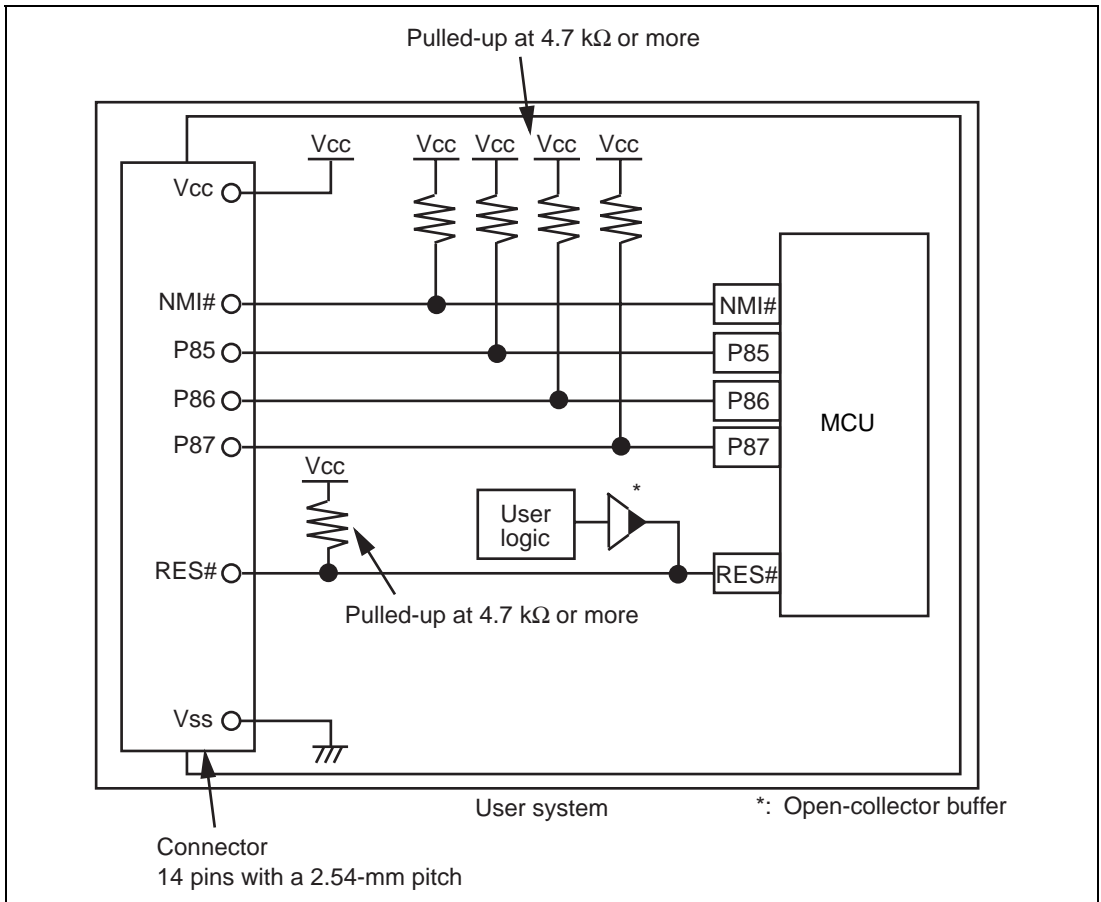 Pulled-up at 4.7 kΩ or more
Vcc
Vcc
Vcc
Vcc
Vcc
Vcc
NMI#
NMI#
P85
P85
P86
P86
MCU
P87
P87
Vcc
*
User
logic
RES#
RES#
Pulled-up at 4.7 kΩ or more
Vss
User system
*: Open-collector buffer
Connector
14 pins with a 2.54-mm pitch